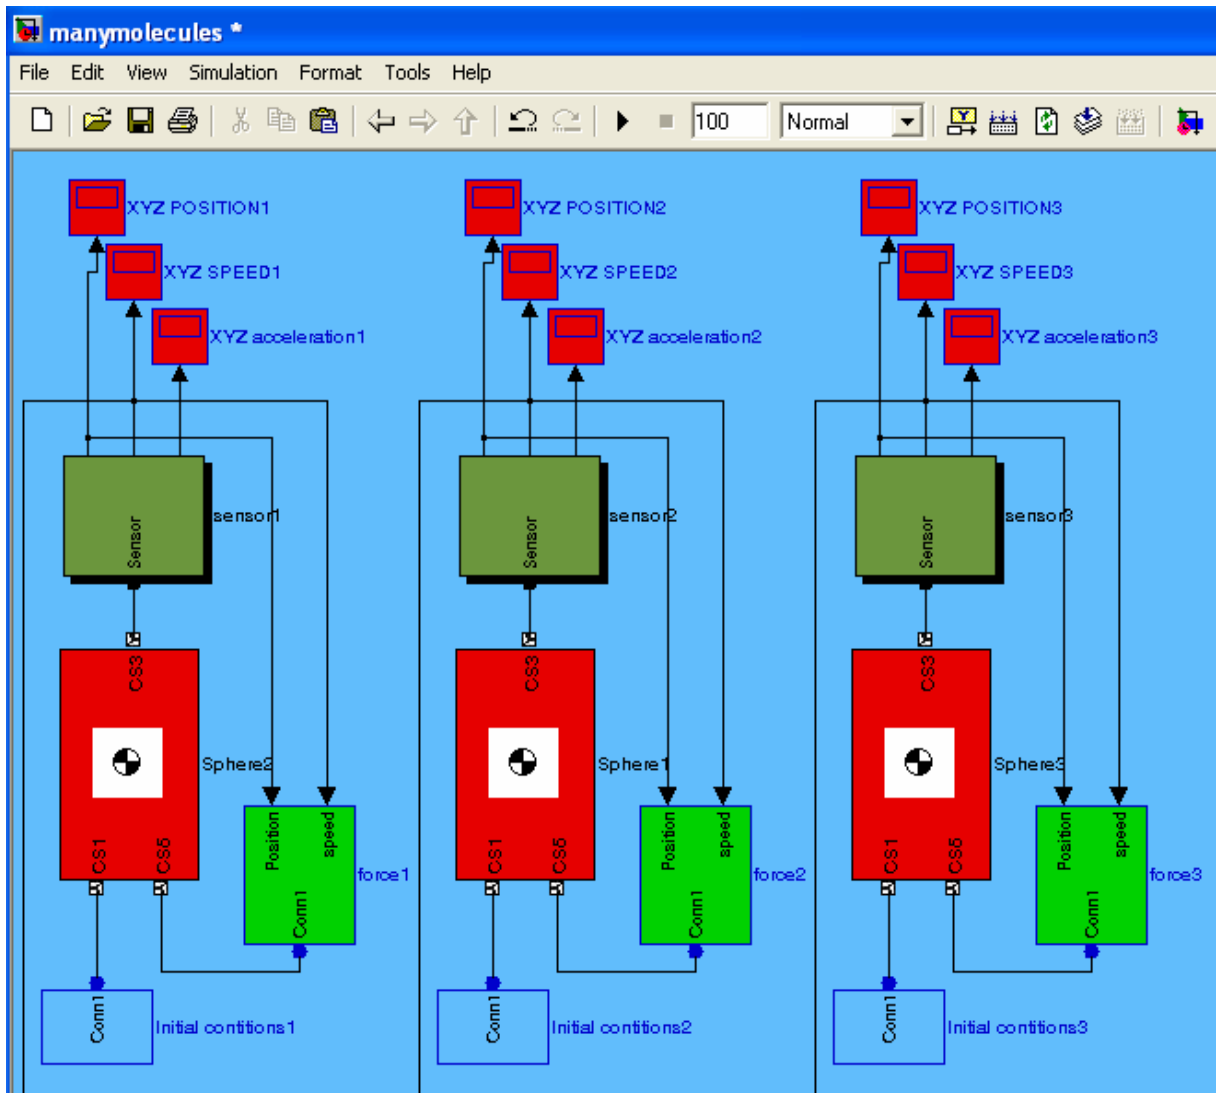 manymolecules *
File Edit View Simulation Format Tools Help
100 Normal
XYZ POSITION1 XYZ POSITION2 XYZ POSITION3
XYZ SPEED1 XYZ SPEED2 XYZ SPEED3
XYZ acceleration1 XYZ acceleration2 XYZ acceleration3
Sensor sensor1 Sensor sensor2 Sensor sensor3
CS3 CS3 CS3
Sphere2 Sphere1 Sphere3
CS1 CS5 Position speed CS1 CS5 Position speed CS1 CS5 Position speed
Conn1 force1 Conn1 force2 Conn1 force3
Conn1 Initial contitions1 Conn1 Initial contitions2 Conn1 Initial contitions3